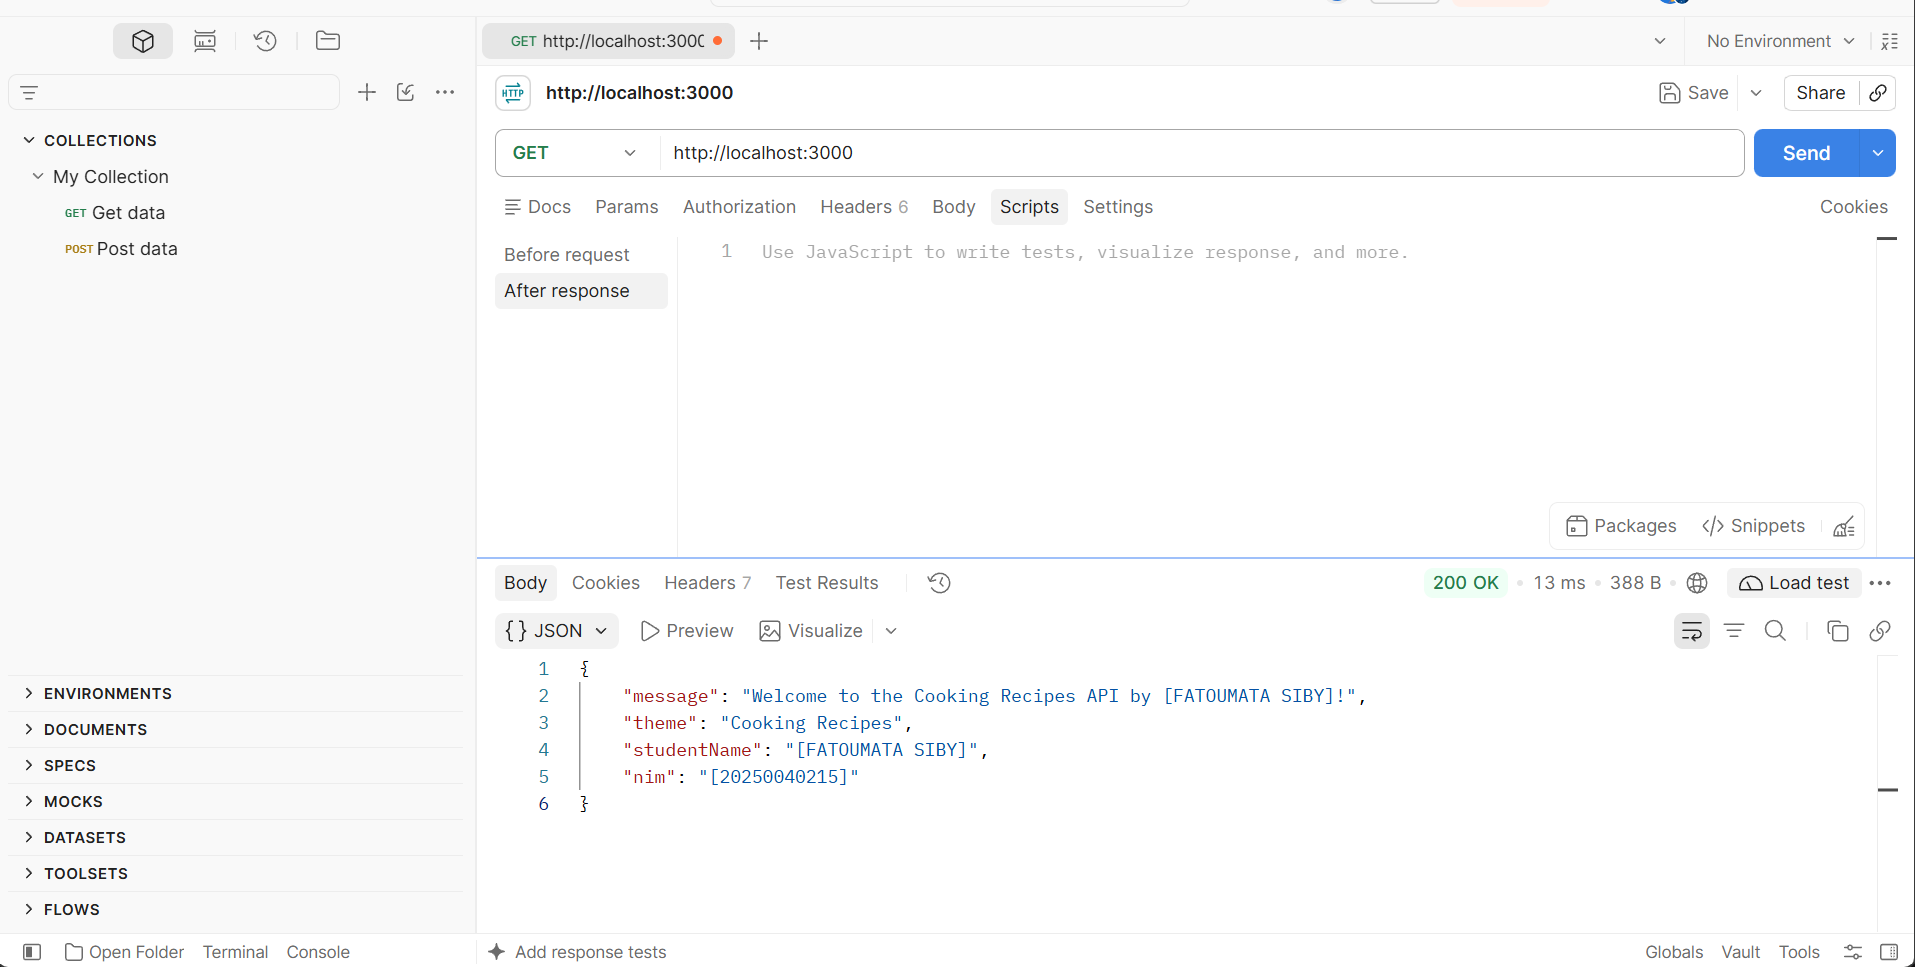 GET http://localhost:3000
No Environment
HTTP http://localhost:3000
Save
Share
GET http://localhost:3000
Send
Docs Params Authorization Headers 6 Body Scripts Settings
Cookies
COLLECTIONS
My Collection
GET Get data
POST Post data
Before request
After response
1 Use JavaScript to write tests, visualize response, and more.
Packages
</> Snippets
Body Cookies Headers 7 Test Results
200 OK • 13 ms • 388 B
Load test
{} JSON Preview Visualize
1 {
2 "message": "Welcome to the Cooking Recipes API by [FATOUMATA SIBY]!",
3 "theme": "Cooking Recipes",
4 "studentName": "[FATOUMATA SIBY]",
5 "nim": "[20250040215]"
6 }
ENVIRONMENTS
DOCUMENTS
SPECS
MOCKS
DATASETS
TOOLSETS
FLOWS
Open Folder Terminal Console
Add response tests
Globals Vault Tools